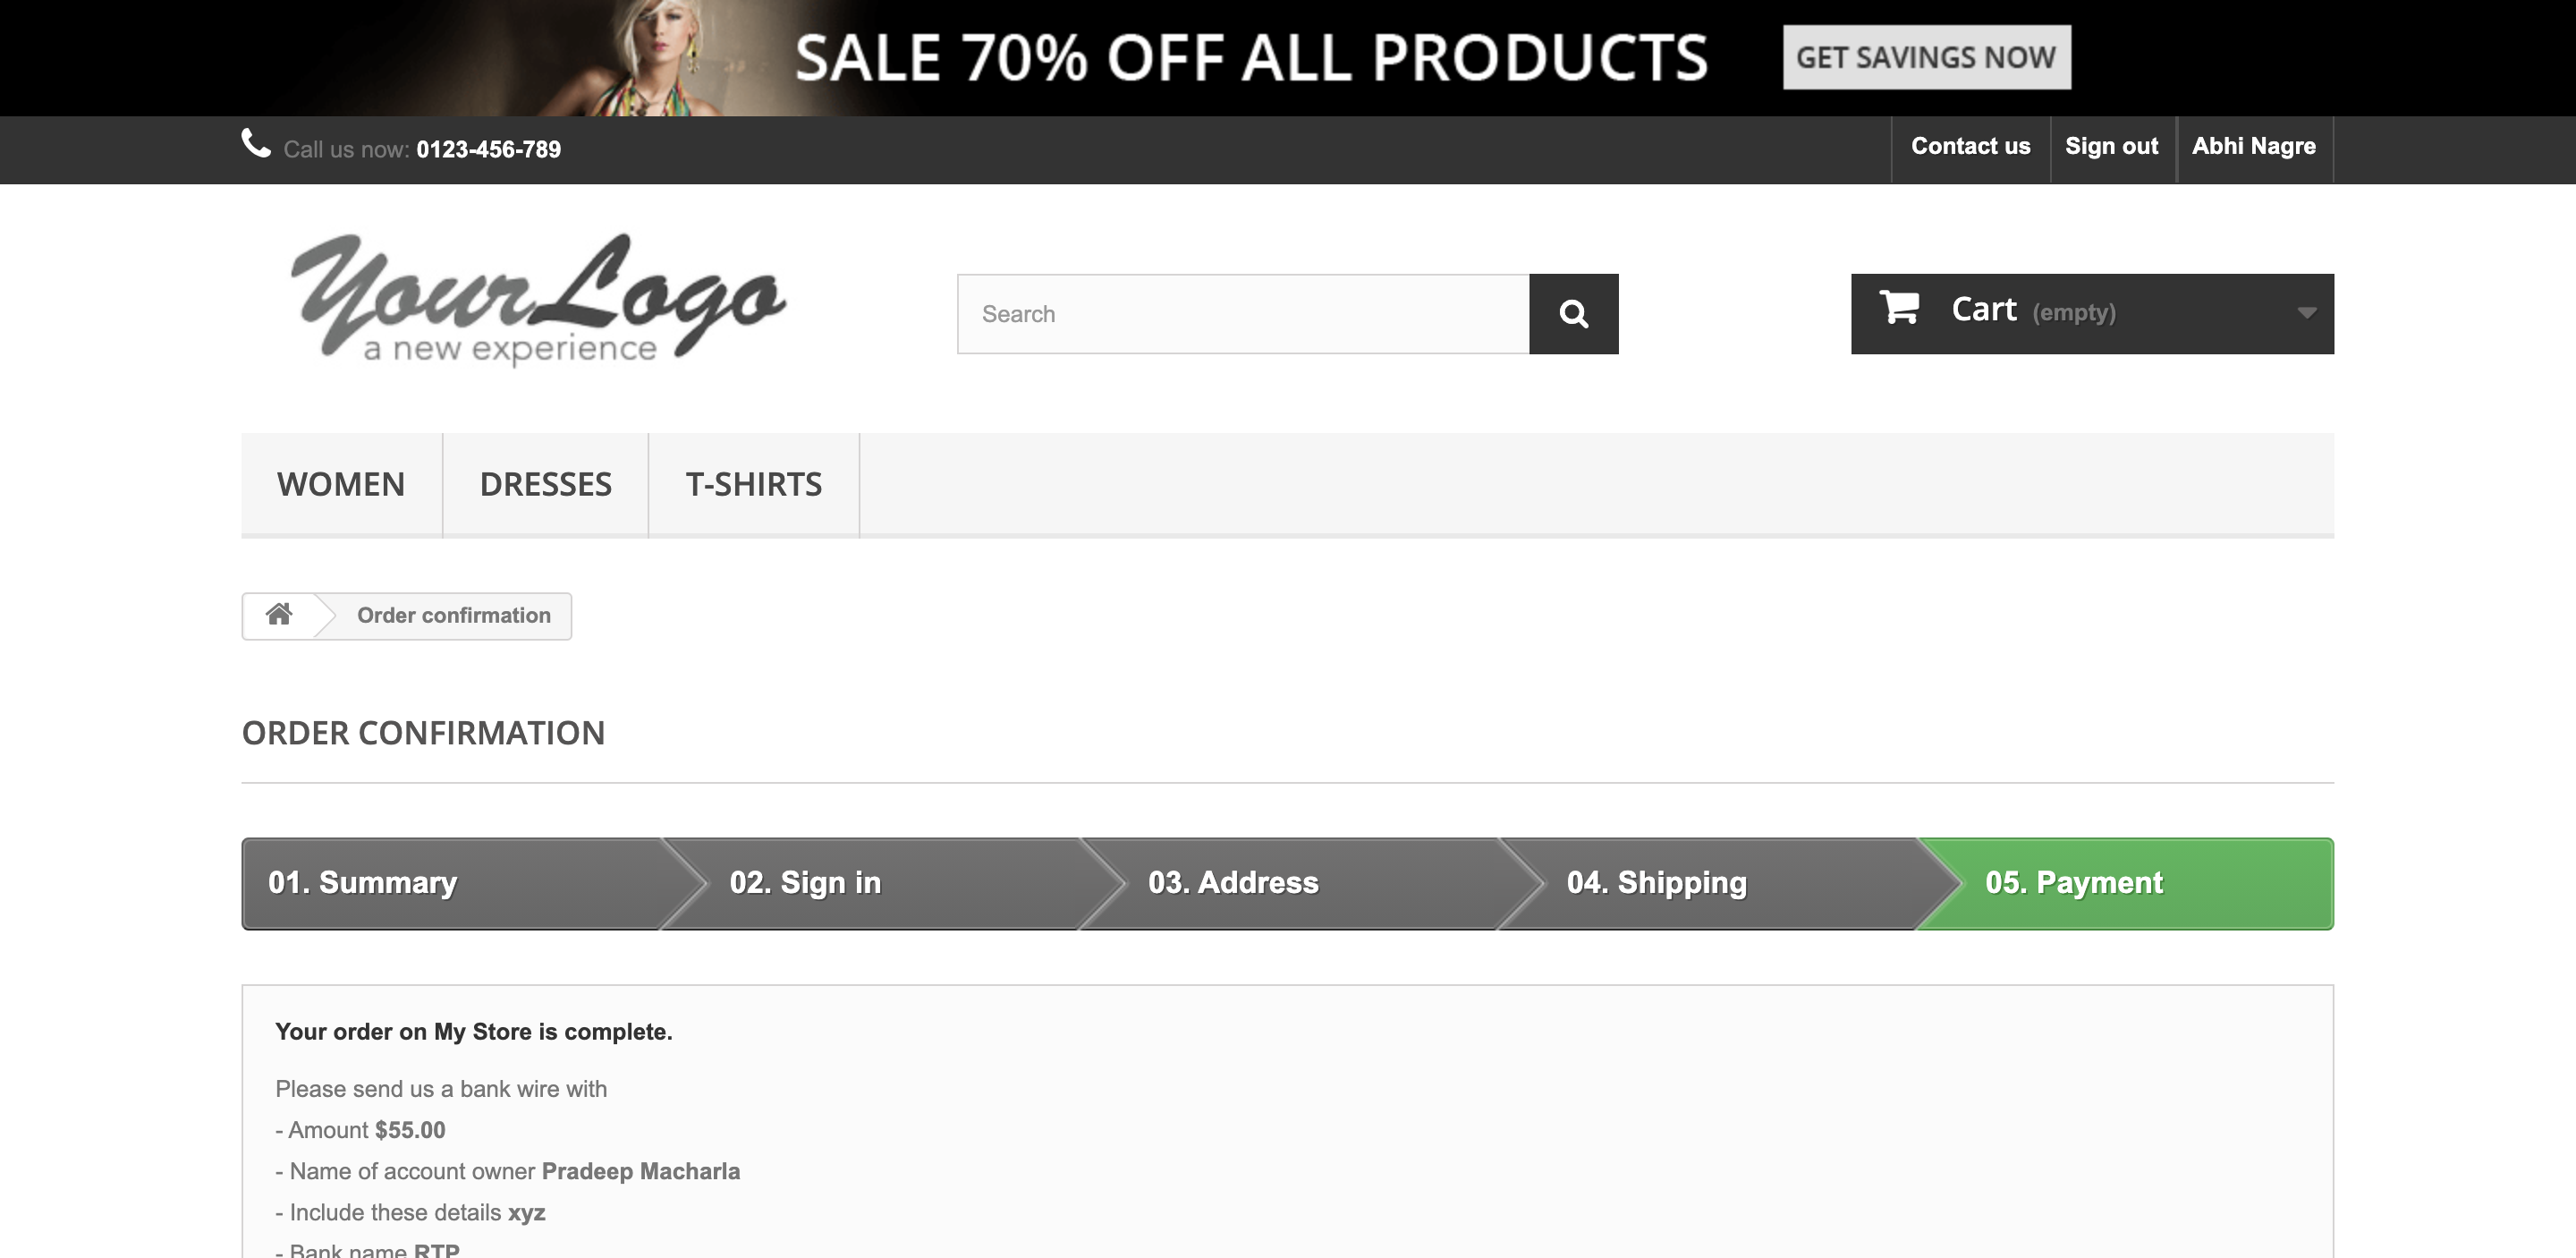 SALE 70% OFF ALL PRODUCTS GET SAVINGS NOW
Call us now: 0123-456-789 Contact us Sign out Abhi Nagre
YourLogo
a new experience
Search
Cart (empty)
WOMEN DRESSES T-SHIRTS
Order confirmation
ORDER CONFIRMATION
01. Summary 02. Sign in 03. Address 04. Shipping 05. Payment
Your order on My Store is complete.
Please send us a bank wire with
- Amount $55.00
- Name of account owner Pradeep Macharla
- Include these details xyz
- Bank name RTP